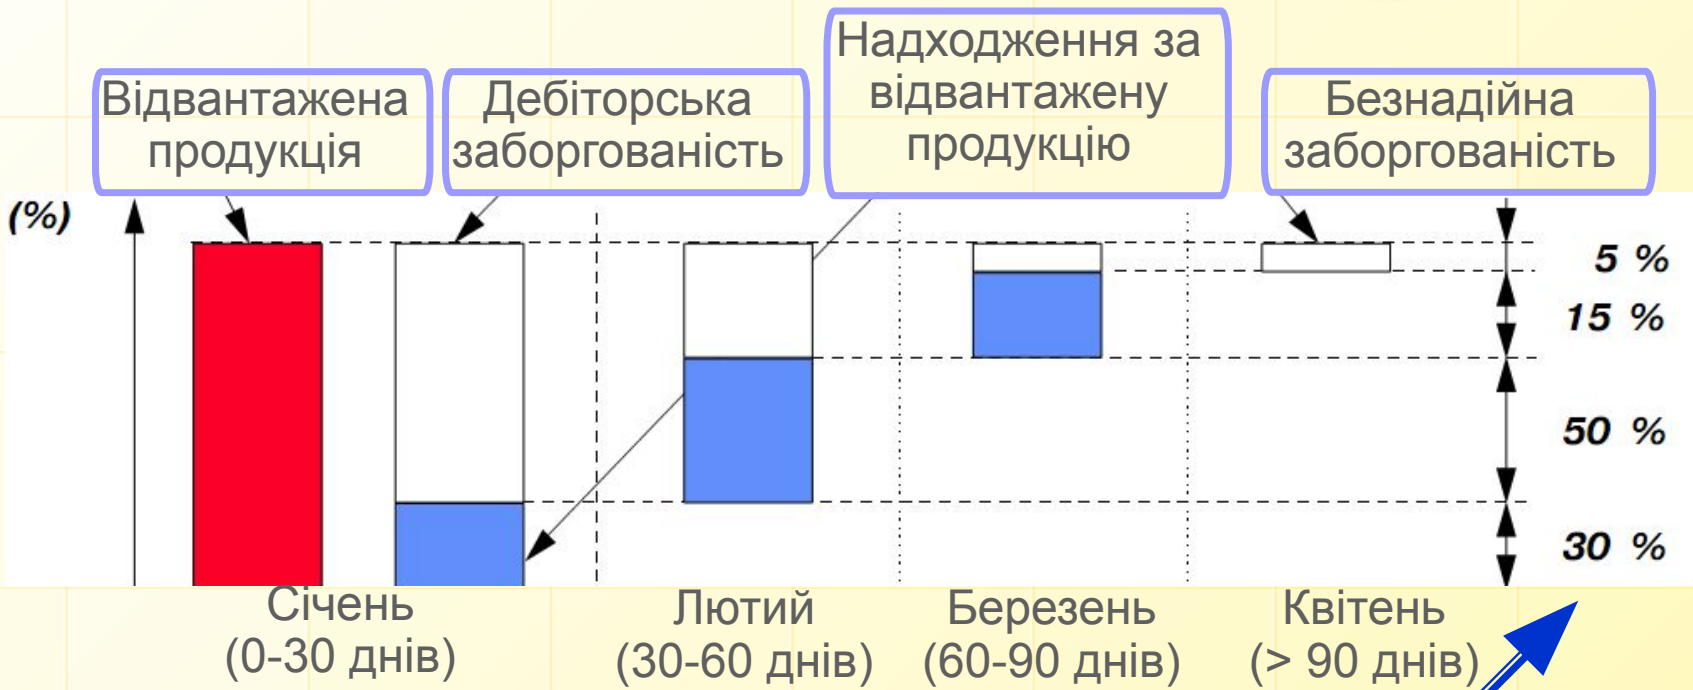 Відвантажена
продукція
Дебіторська
заборгованість
Надходження за
відвантажену
продукцію
Безнадійна
заборгованість
(%)
5 %
15 %
50 %
30 %
Січень
(0-30 днів)
Лютий
(30-60 днів)
Березень
(60-90 днів)
Квітень
(> 90 днів)